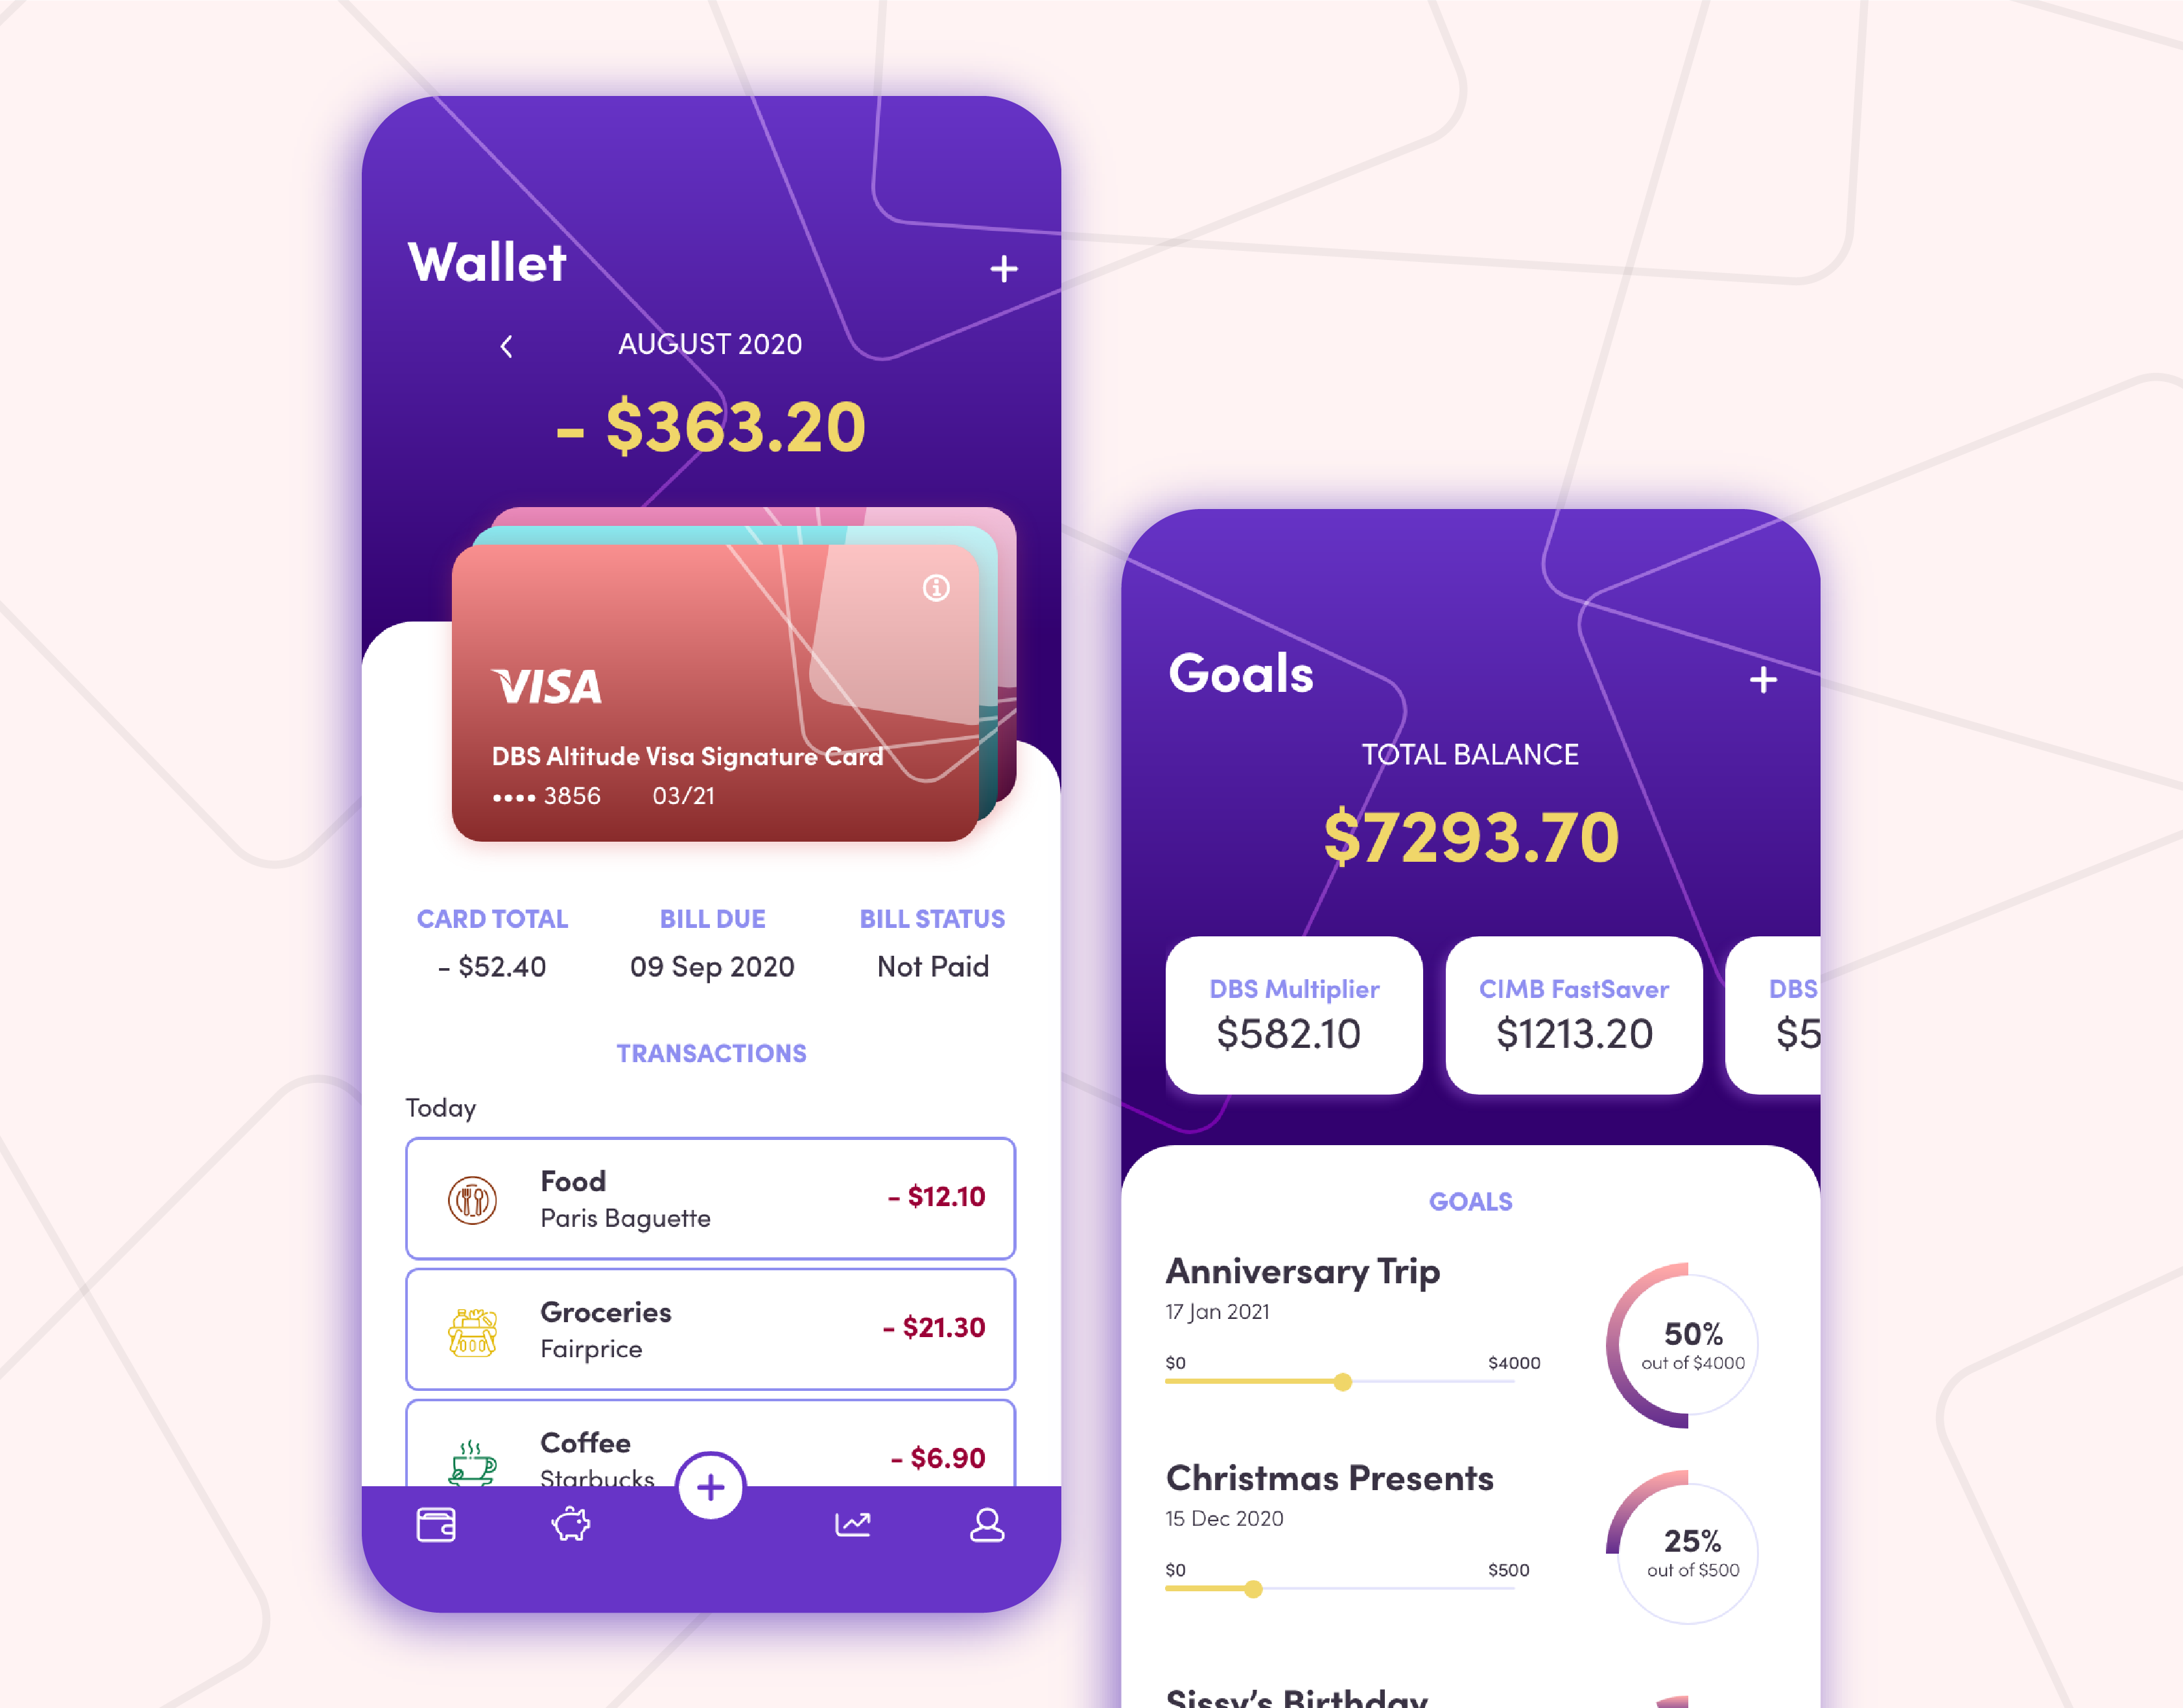 Wallet
+
AUGUST 2020
- $363.20
VISA
DBS Altitude Visa Signature Card
•••• 3856 03/21
CARD TOTAL BILL DUE BILL STATUS
- $52.40 09 Sep 2020 Not Paid
TRANSACTIONS
Today
Food
Paris Baguette
- $12.10
Groceries
Fairprice
- $21.30
Coffee
Starbucks
- $6.90
+
Goals
+
TOTAL BALANCE
$7293.70
DBS Multiplier
$582.10
CIMB FastSaver
$1213.20
DBS
$5
GOALS
Anniversary Trip
17 Jan 2021
$0 $4000
50%
out of $4000
Christmas Presents
15 Dec 2020
$0 $500
25%
out of $500
Sissy's Birthday